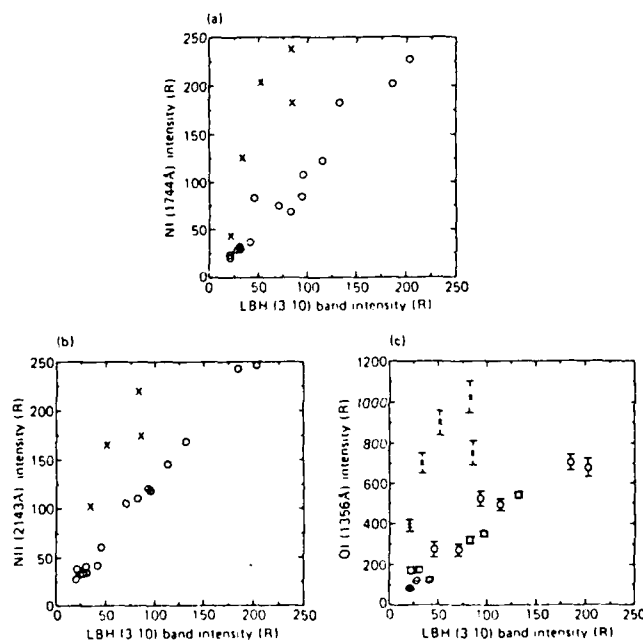 (a)
250
200
150
100
50
0
NI (1744Å) intensity (R)
0 50 100 150 200 250
LBH (3 10) band intensity (R)
(b)
250
200
150
100
50
0
NII (2143Å) intensity (R)
0 50 100 150 200 250
LBH (3 10) band intensity (R)
(c)
1200
1000
800
600
400
200
0
OI (1356Å) intensity (R)
0 50 100 150 200 250
LBH (3 10) band intensity (R)